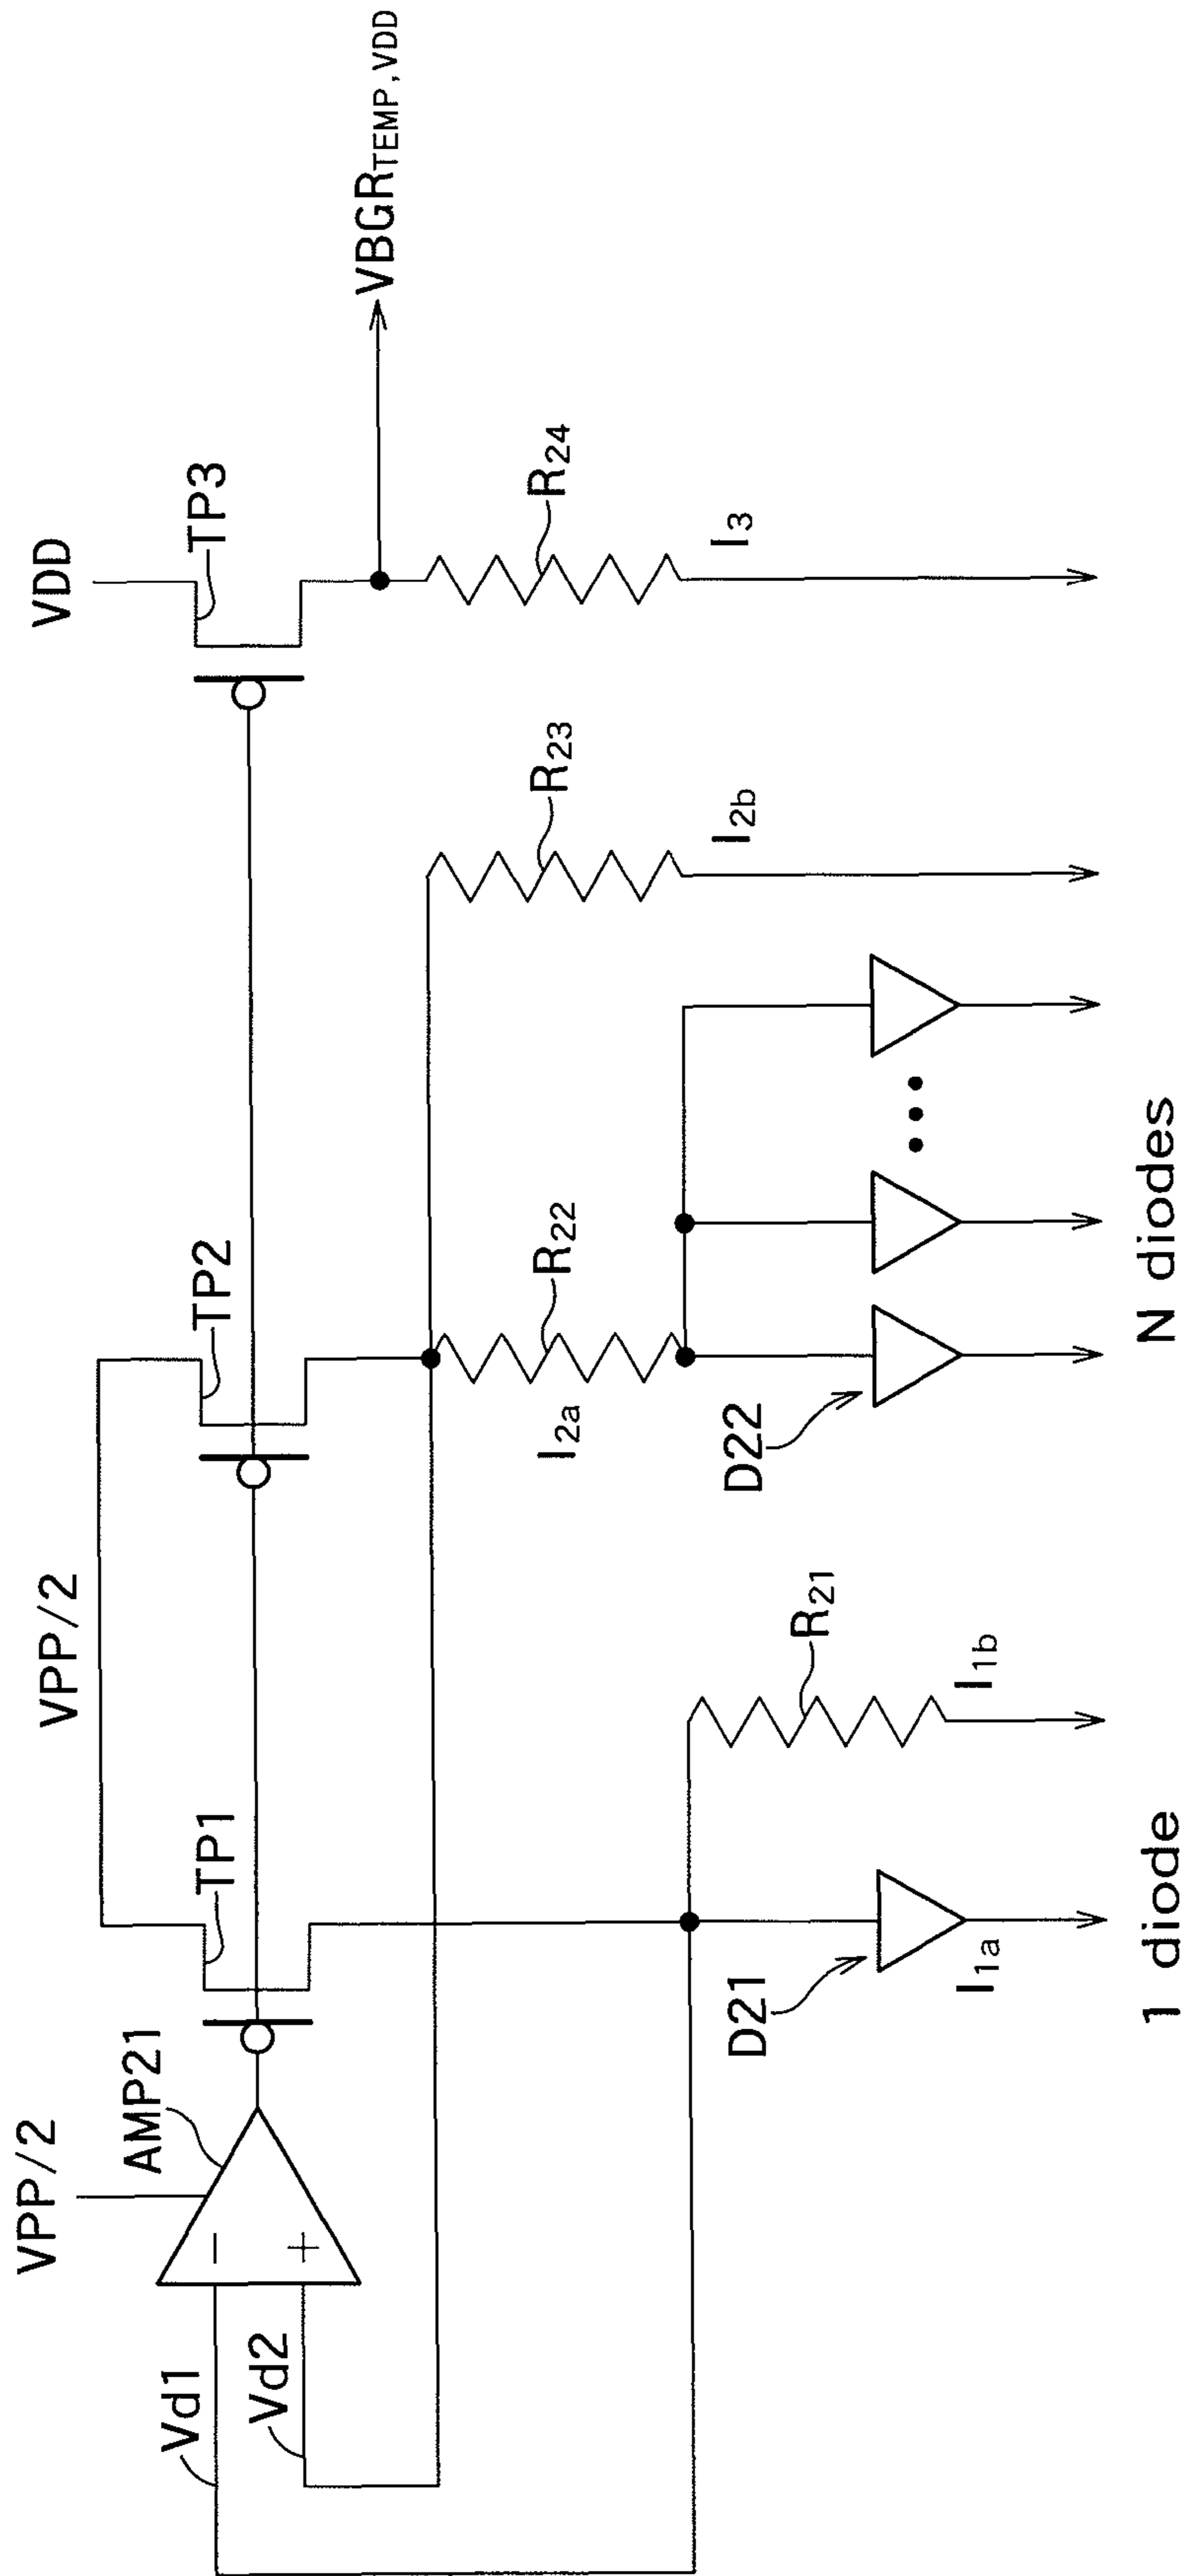 VPP/2
AMP21
Vd1
Vd2
−
+
TP1
VPP/2
TP2
VDD
TP3
VBGRTEMP,VDD
D21
I1a
R21
I1b
1 diode
I2a
R22
D22
N diodes
R23
I2b
R24
I3